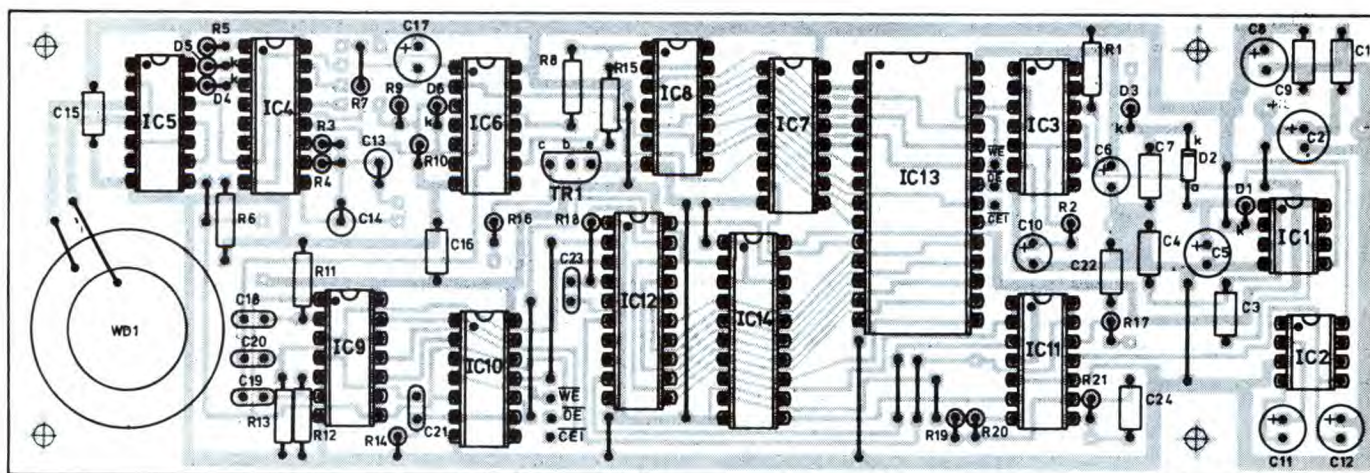 C17
C8
C1
D5
R5
R8
R15
R1
R7
R9
D6
D3
C9
k
k
D4
k
k
C15
IC5
IC4
IC6
IC8
IC7
IC3
C2
R3
R4
C13
R10
c b e
TR1
IC13
WE
OE
CE1
C6
C7
k
D2
a
D1
k
R6
C14
C16
R16
R18
C10
R2
C4
C5
IC1
R11
C23
C22
C3
WD1
C18
C20
C19
IC9
IC10
IC12
IC14
IC11
R17
IC2
R13
R12
R14
C21
WE
OE
CE1
R19
R20
R21
C24
C11
C12